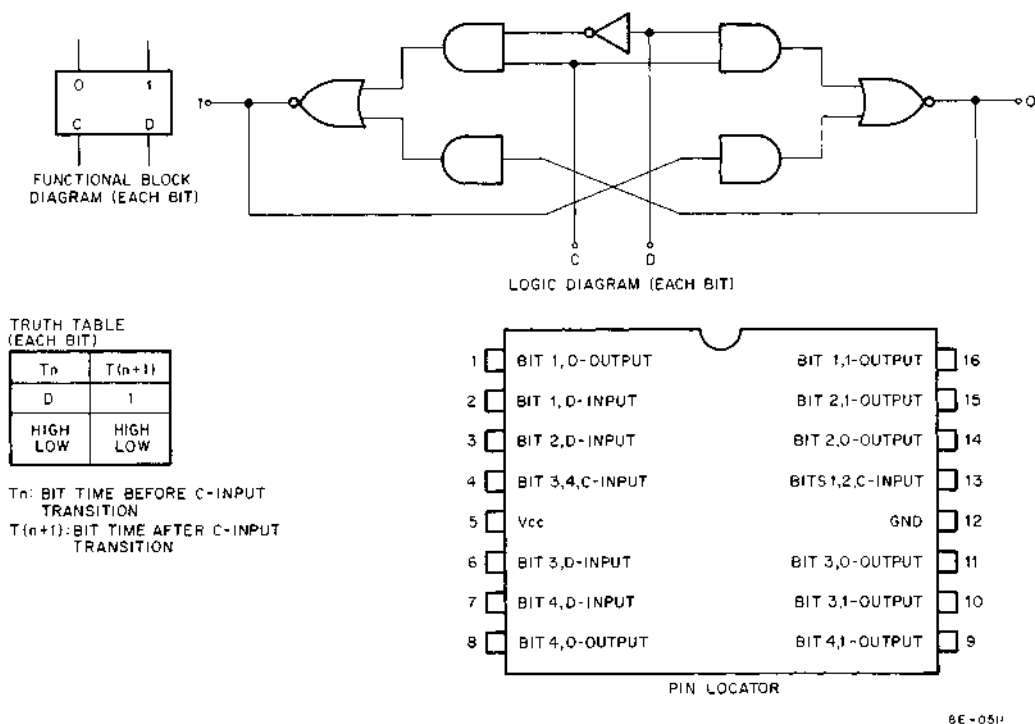 0 1
C D
FUNCTIONAL BLOCK
DIAGRAM (EACH BIT)
1
0
C D
LOGIC DIAGRAM (EACH BIT)
TRUTH TABLE
(EACH BIT)
Tn T(n+1)
D 1
HIGH HIGH
LOW LOW
Tn: BIT TIME BEFORE C-INPUT
TRANSITION
T(n+1): BIT TIME AFTER C-INPUT
TRANSITION
1 BIT 1,0-OUTPUT BIT 1,1-OUTPUT 16
2 BIT 1,D-INPUT BIT 2,1-OUTPUT 15
3 BIT 2,D-INPUT BIT 2,0-OUTPUT 14
4 BIT 3,4,C-INPUT BITS 1,2,C-INPUT 13
5 Vcc GND 12
6 BIT 3,D-INPUT BIT 3,0-OUTPUT 11
7 BIT 4,D-INPUT BIT 3,1-OUTPUT 10
8 BIT 4,0-OUTPUT BIT 4,1-OUTPUT 9
PIN LOCATOR